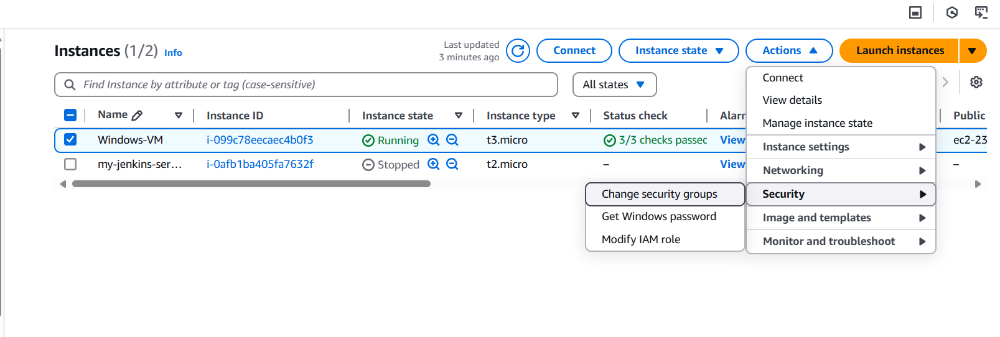 Instances (1/2) Info
Last updated
3 minutes ago
Connect
Instance state
Actions
Launch instances
Find Instance by attribute or tag (case-sensitive)
All states
Name Instance ID Instance state Instance type Status check Alarm Public
Windows-VM i-099c78eecaec4b0f3 Running t3.micro 3/3 checks passec View ec2-23
my-jenkins-ser... i-0afb1ba405fa7632f Stopped t2.micro – View –
Connect
View details
Manage instance state
Instance settings
Networking
Security
Image and templates
Monitor and troubleshoot
Change security groups
Get Windows password
Modify IAM role